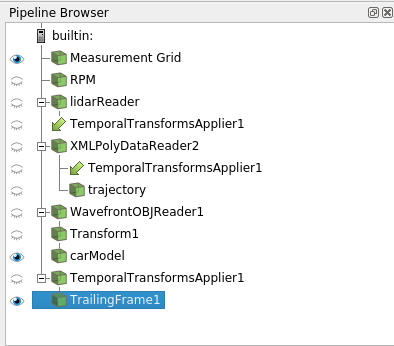 Pipeline Browser
builtin:
Measurement Grid
RPM
lidarReader
TemporalTransformsApplier1
XMLPolyDataReader2
TemporalTransformsApplier1
trajectory
WavefrontOBJReader1
Transform1
carModel
TemporalTransformsApplier1
TrailingFrame1